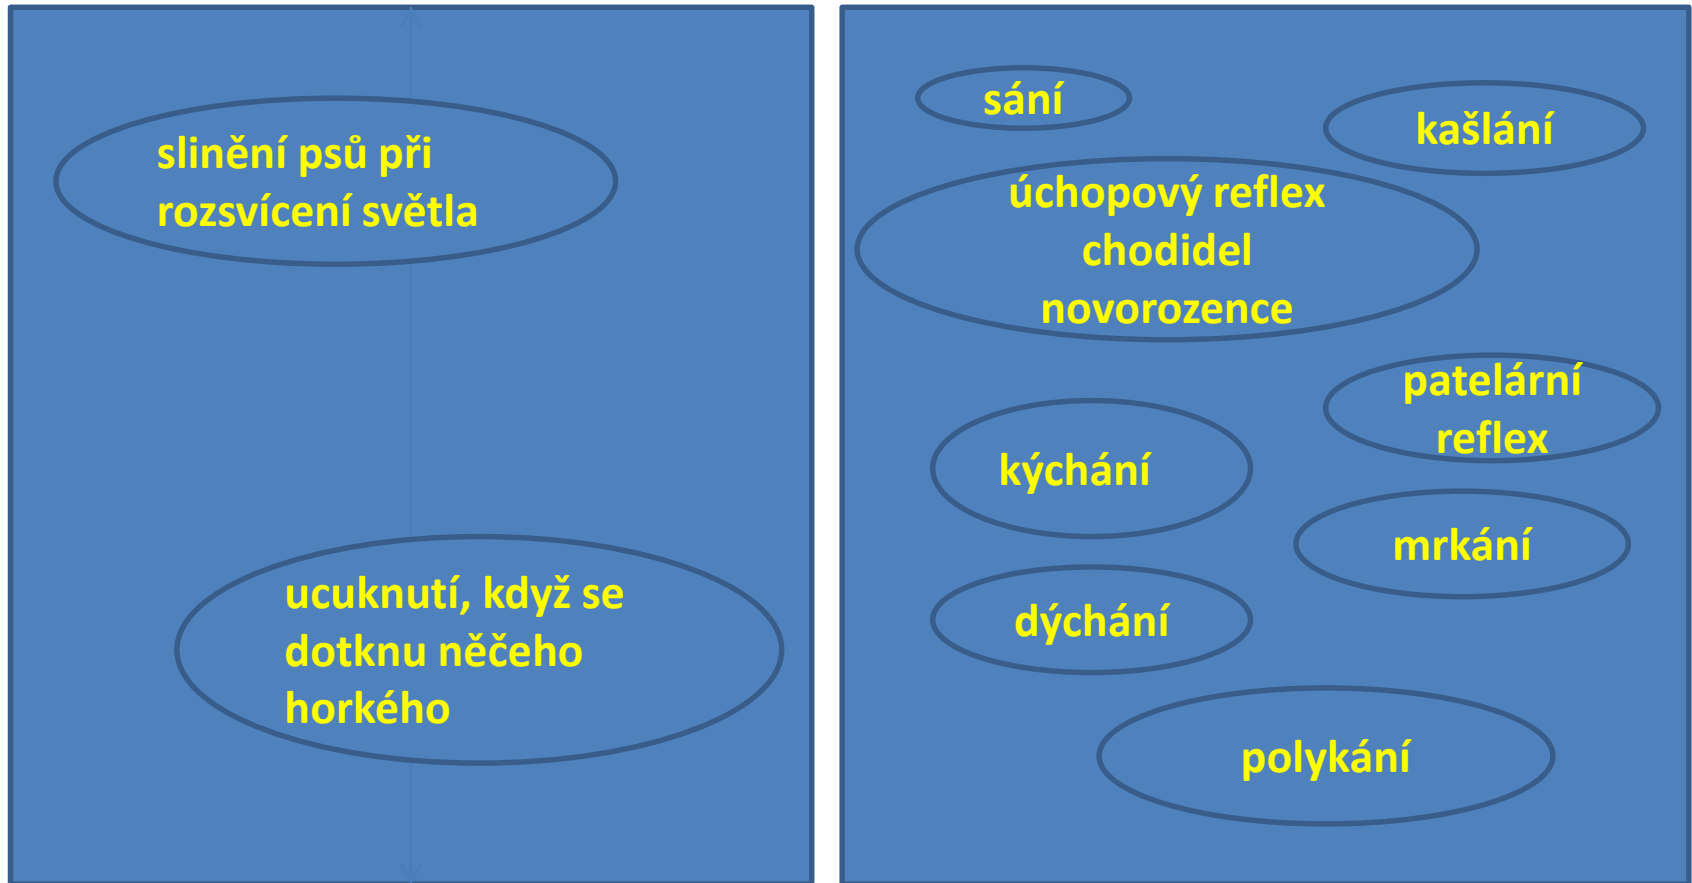 slinění psů při
rozsvícení světla
ucuknutí, když se
dotknu něčeho
horkého
sání
kašlání
úchopový reflex
chodidel
novorozence
patelární
reflex
kýchání
mrkání
dýchání
polykání